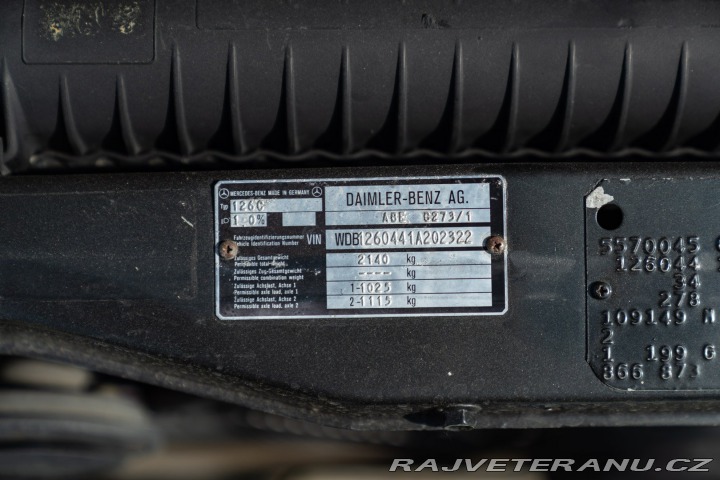 MERCEDES-BENZ MADE IN GERMANY
DAIMLER-BENZ AG.
Typ 126C
ABE G273/1
1.0%
Fahrzeugidentifizierungsnummer
Vehicle Identification Number
VIN WDB1260441A202322
Zulässiges Gesamtgewicht
Permissible total weight
2140 kg
Zulässiges Zug-Gesamtgewicht
Permissible combination weight
---- kg
Zulässige Achslast, Achse 1
Permissible axle load, axle 1
1-1025 kg
Zulässige Achslast, Achse 2
Permissible axle load, axle 2
2-1115 kg
5570045
126044
34
278
109149 M
2
1 199 G
866 873
RAJVETERANU.CZ